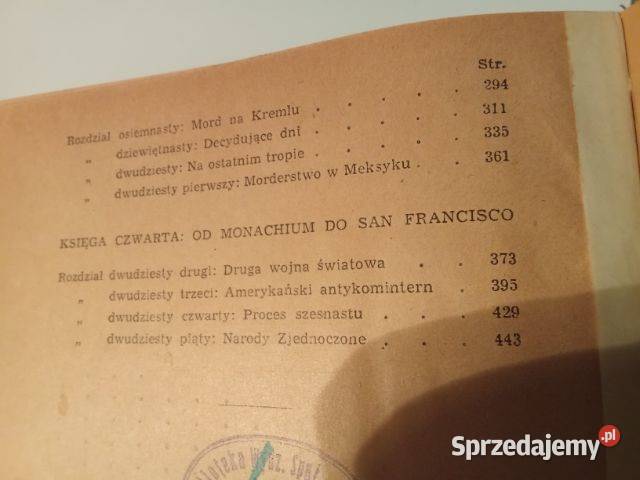 Str.
Rozdział osiemnasty: Mord na Kremlu . . . . . 294
„ dziewiętnasty: Decydujące dni . . . . . 311
„ dwudziesty: Na ostatnim tropie . . . . . 335
„ dwudziesty pierwszy: Morderstwo w Meksyku . . 361
KSIĘGA CZWARTA: OD MONACHIUM DO SAN FRANCISCO
Rozdział dwudziesty drugi: Druga wojna światowa . . 373
„ dwudziesty trzeci: Amerykański antykomintern . 395
„ dwudziesty czwarty: Proces szesnastu . . . 429
„ dwudziesty piąty: Narody Zjednoczone . . . 443
Sprzedajemy.pl